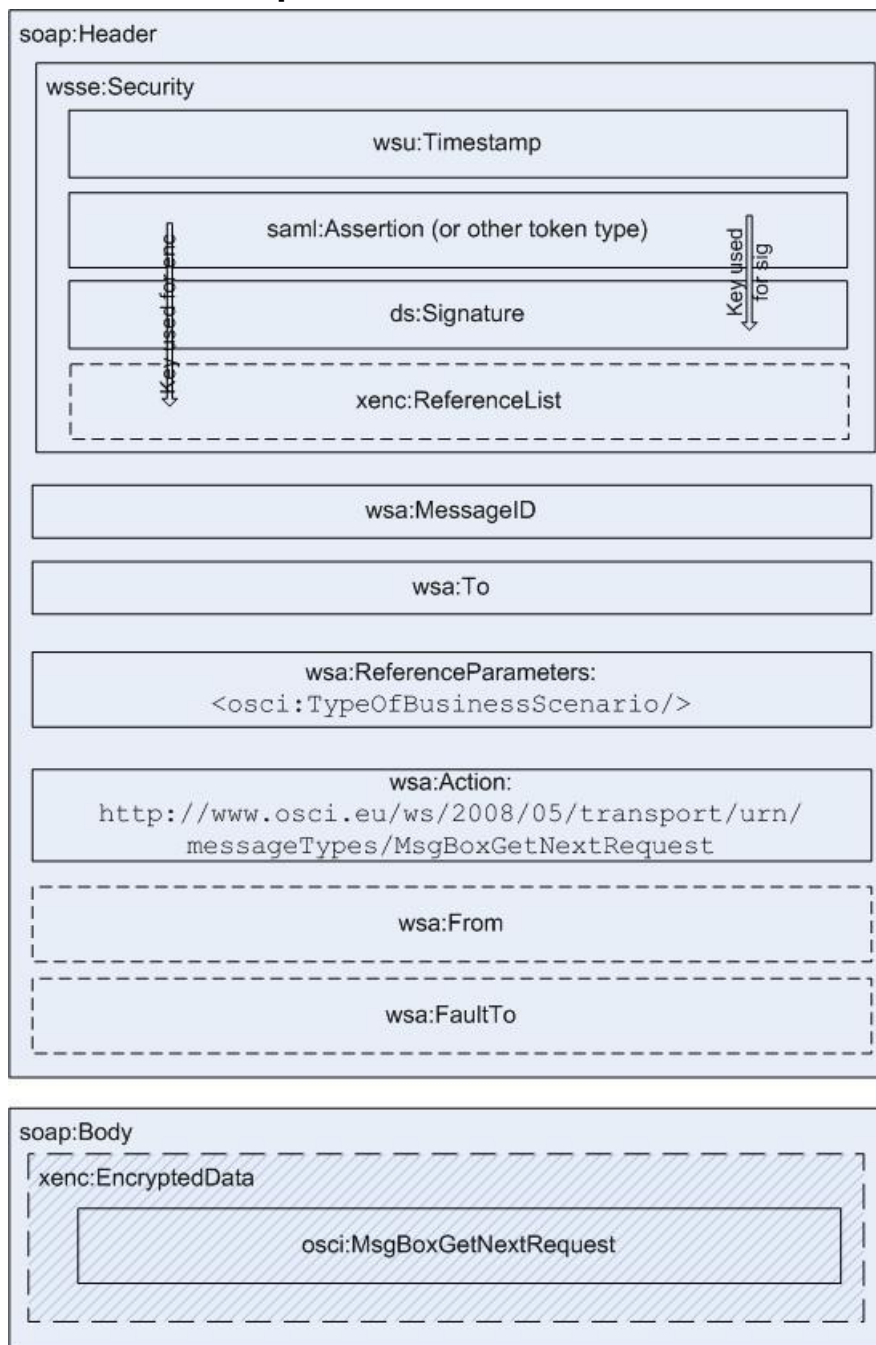 soap:Header
wsse:Security
wsu:Timestamp
saml:Assertion (or other token type)
Key used for enc
Key used
for sig
ds:Signature
xenc:ReferenceList
wsa:MessageID
wsa:To
wsa:ReferenceParameters:
<osci:TypeOfBusinessScenario/>
wsa:Action:
http://www.osci.eu/ws/2008/05/transport/urn/
messageTypes/MsgBoxGetNextRequest
wsa:From
wsa:FaultTo
soap:Body
xenc:EncryptedData
osci:MsgBoxGetNextRequest